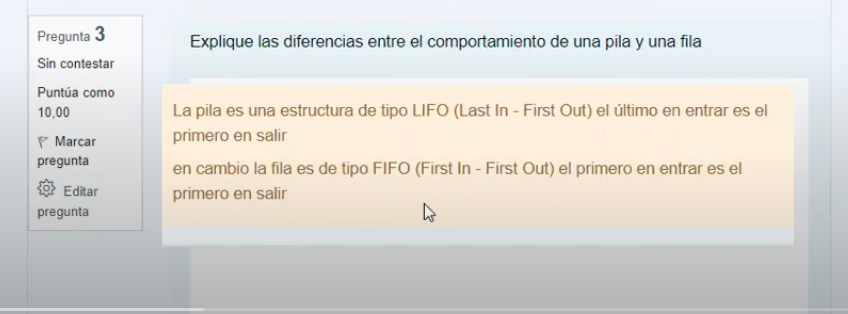 Pregunta 3
Sin contestar
Puntúa como
10,00
Marcar
pregunta
Editar
pregunta
Explique las diferencias entre el comportamiento de una pila y una fila
La pila es una estructura de tipo LIFO (Last In - First Out) el último en entrar es el
primero en salir
en cambio la fila es de tipo FIFO (First In - First Out) el primero en entrar es el
primero en salir